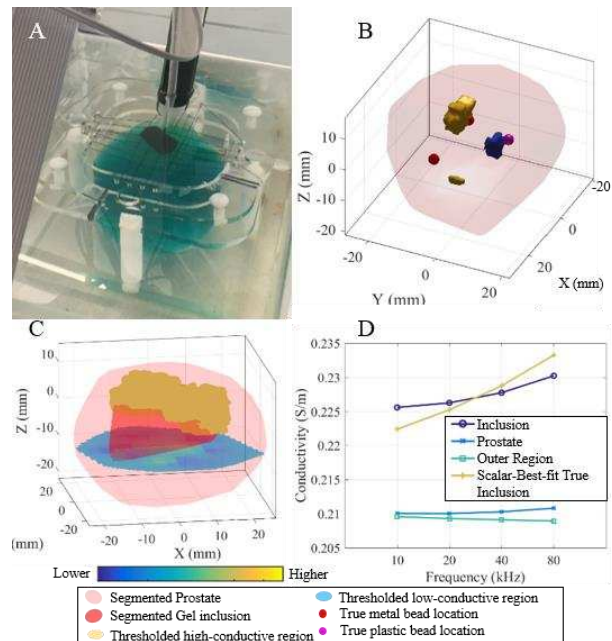 A
B
10
0
-10
-20
Z (mm)
-20
0
20
Y (mm)
-20
0
20
X (mm)
C
10
0
-10
-20
Z (mm)
20
0
-20
(mm)
-20
-10
0
10
20
X (mm)
Lower
Higher
D
0.235
0.23
0.225
0.22
0.215
0.21
0.205
Conductivity (S/m)
Inclusion
Prostate
Outer Region
Scalar-Best-fit True
Inclusion
10
20
40
80
Frequency (kHz)
Segmented Prostate
Segmented Gel inclusion
Thresholded high-conductive region
Thresholded low-conductive region
True metal bead location
True plastic bead location